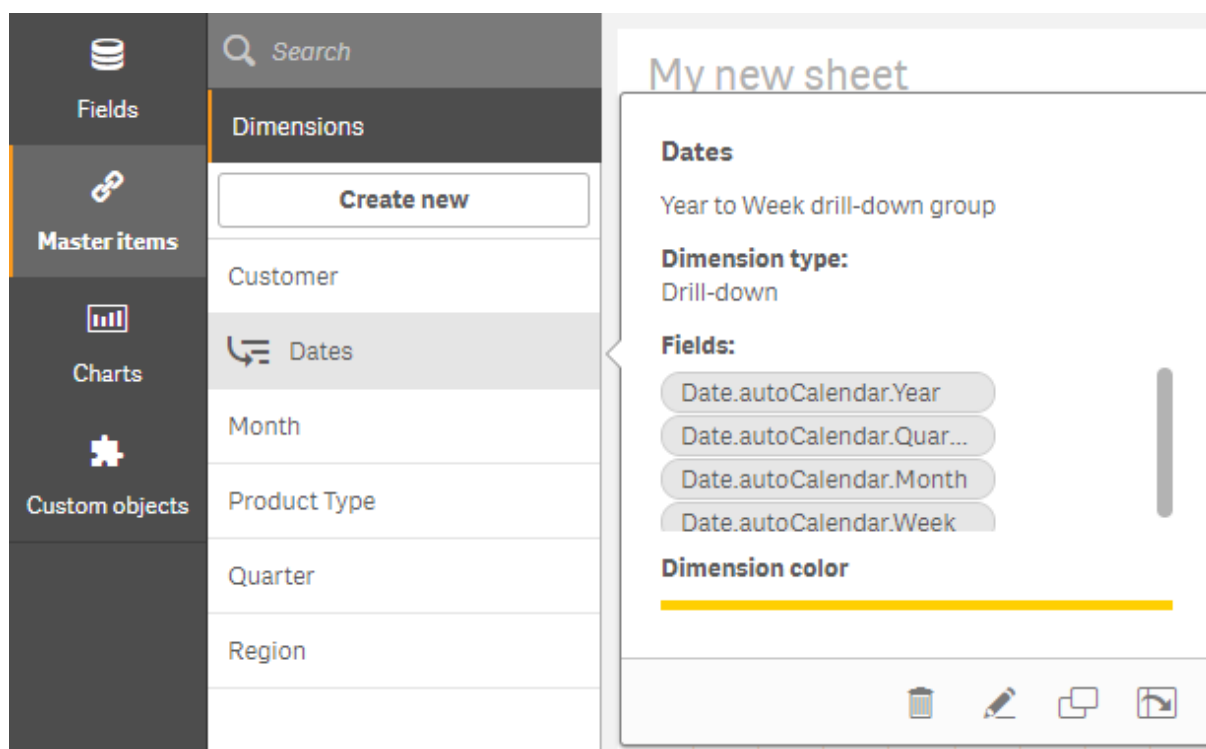 Fields
Master items
Charts
Custom objects
Search
Dimensions
Create new
Customer
Dates
Month
Product Type
Quarter
Region
My new sheet
Dates
Year to Week drill-down group
Dimension type:
Drill-down
Fields:
Date.autoCalendar.Year
Date.autoCalendar.Quar...
Date.autoCalendar.Month
Date.autoCalendar.Week
Dimension color